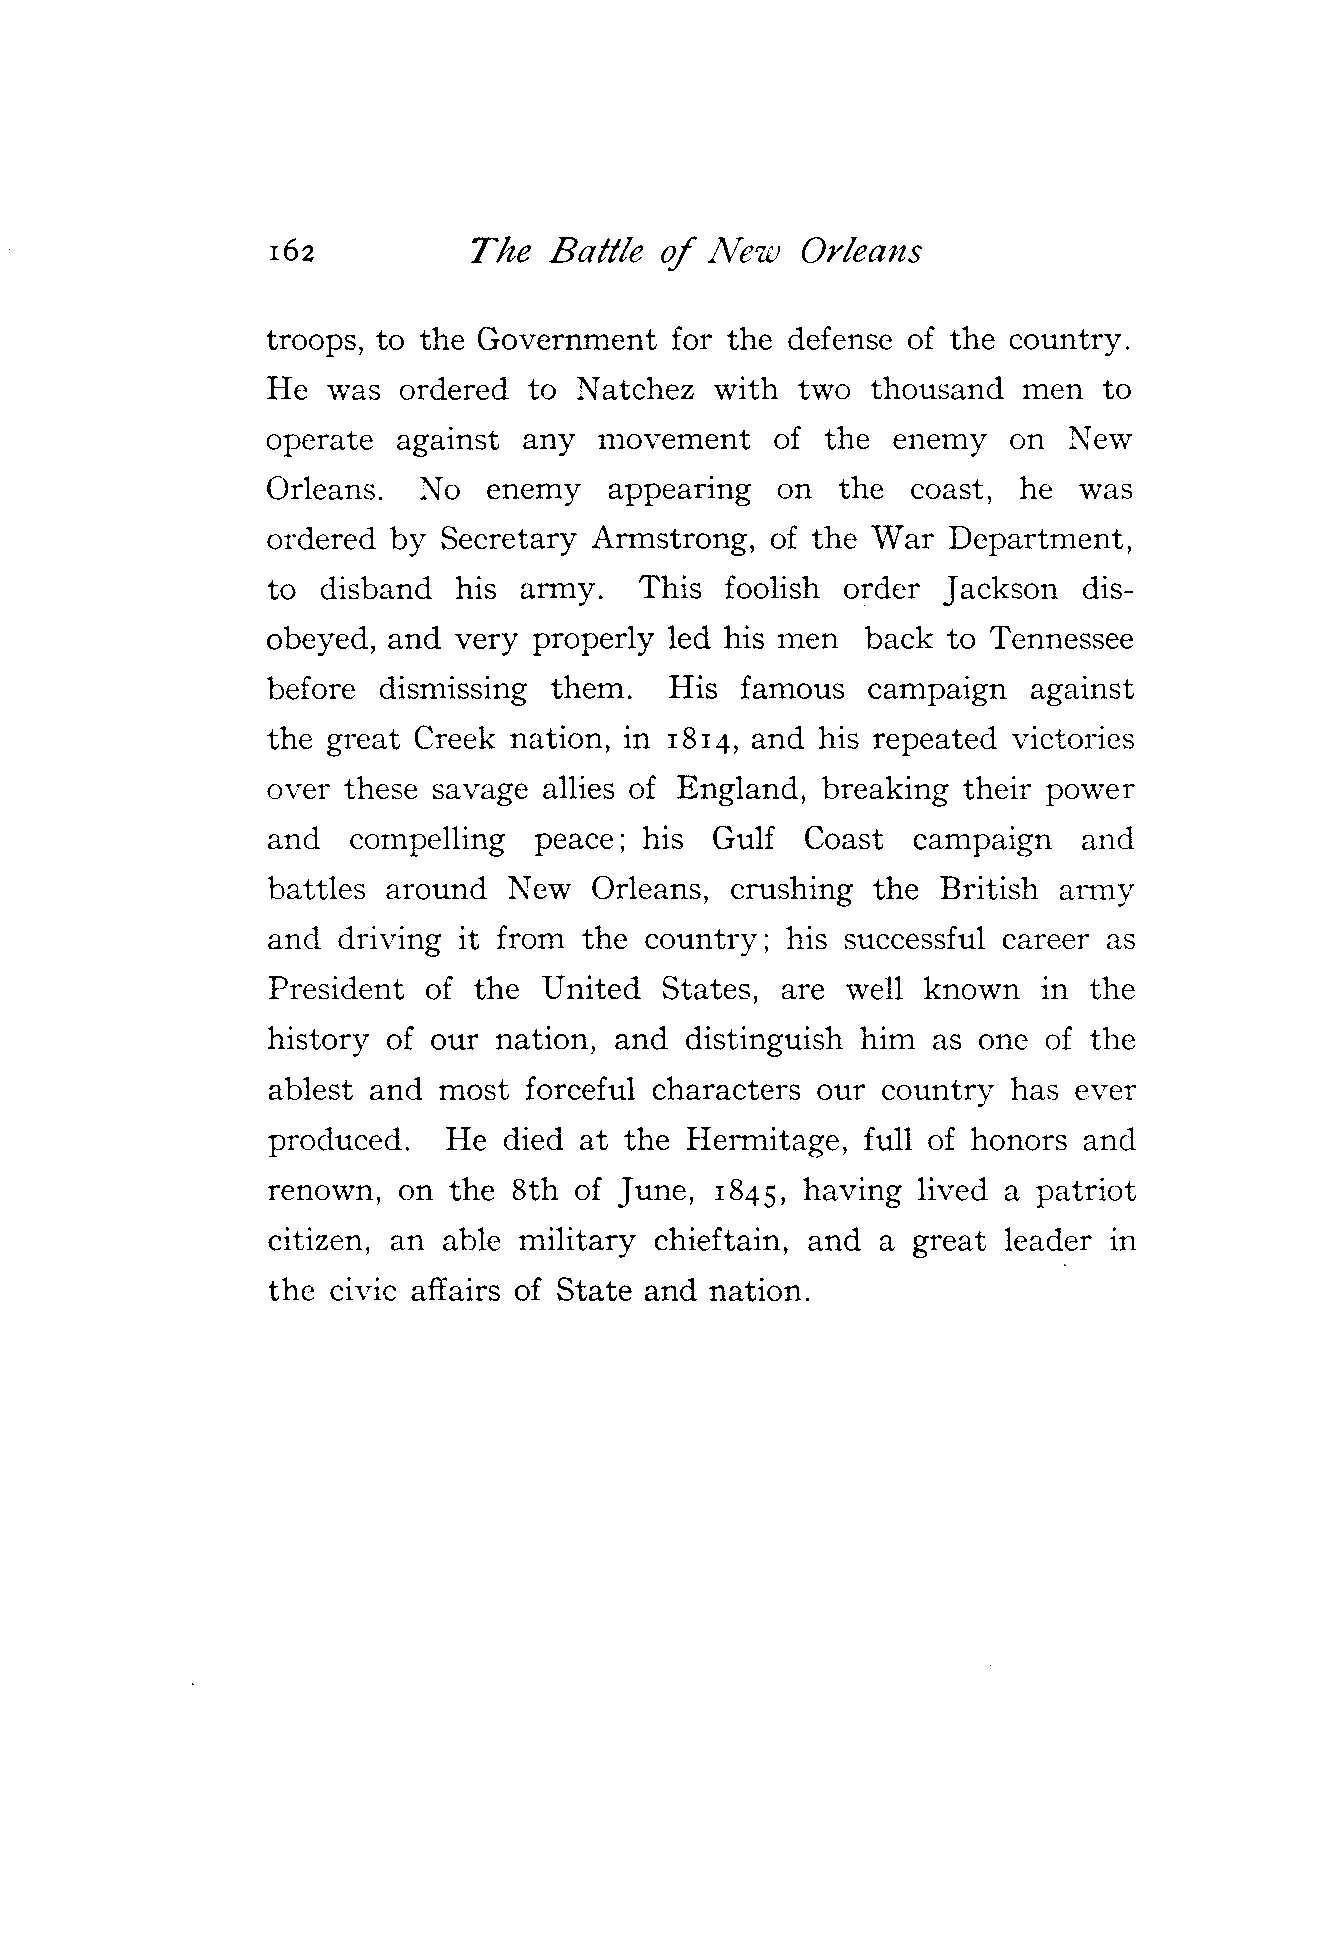 162 The Battle of New Orleans
troops, to the Government for the defense of the country.
He was ordered to Natchez with two thousand men to
operate against any movement of the enemy on New
Orleans. No enemy appearing on the coast, he was
ordered by Secretary Armstrong, of the War Department,
to disband his army. This foolish order Jackson dis-
obeyed, and very properly led his men back to Tennessee
before dismissing them. His famous campaign against
the great Creek nation, in 1814, and his repeated victories
over these savage allies of England, breaking their power
and compelling peace; his Gulf Coast campaign and
battles around New Orleans, crushing the British army
and driving it from the country; his successful career as
President of the United States, are well known in the
history of our nation, and distinguish him as one of the
ablest and most forceful characters our country has ever
produced. He died at the Hermitage, full of honors and
renown, on the 8th of June, 1845, having lived a patriot
citizen, an able military chieftain, and a great leader in
the civic affairs of State and nation.